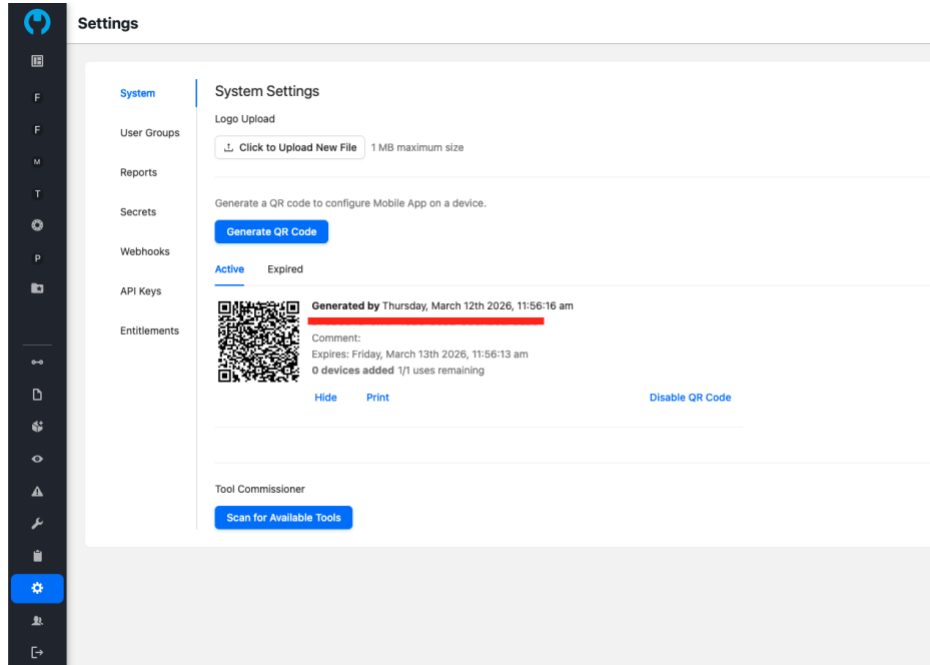 Settings
F
F
M
T
P
System
User Groups
Reports
Secrets
Webhooks
API Keys
Entitlements
System Settings
Logo Upload
Click to Upload New File 1 MB maximum size
Generate a QR code to configure Mobile App on a device.
Generate QR Code
Active Expired
Generated by Thursday, March 12th 2026, 11:56:16 am
Comment:
Expires: Friday, March 13th 2026, 11:56:13 am
0 devices added 1/1 uses remaining
Hide Print Disable QR Code
Tool Commissioner
Scan for Available Tools